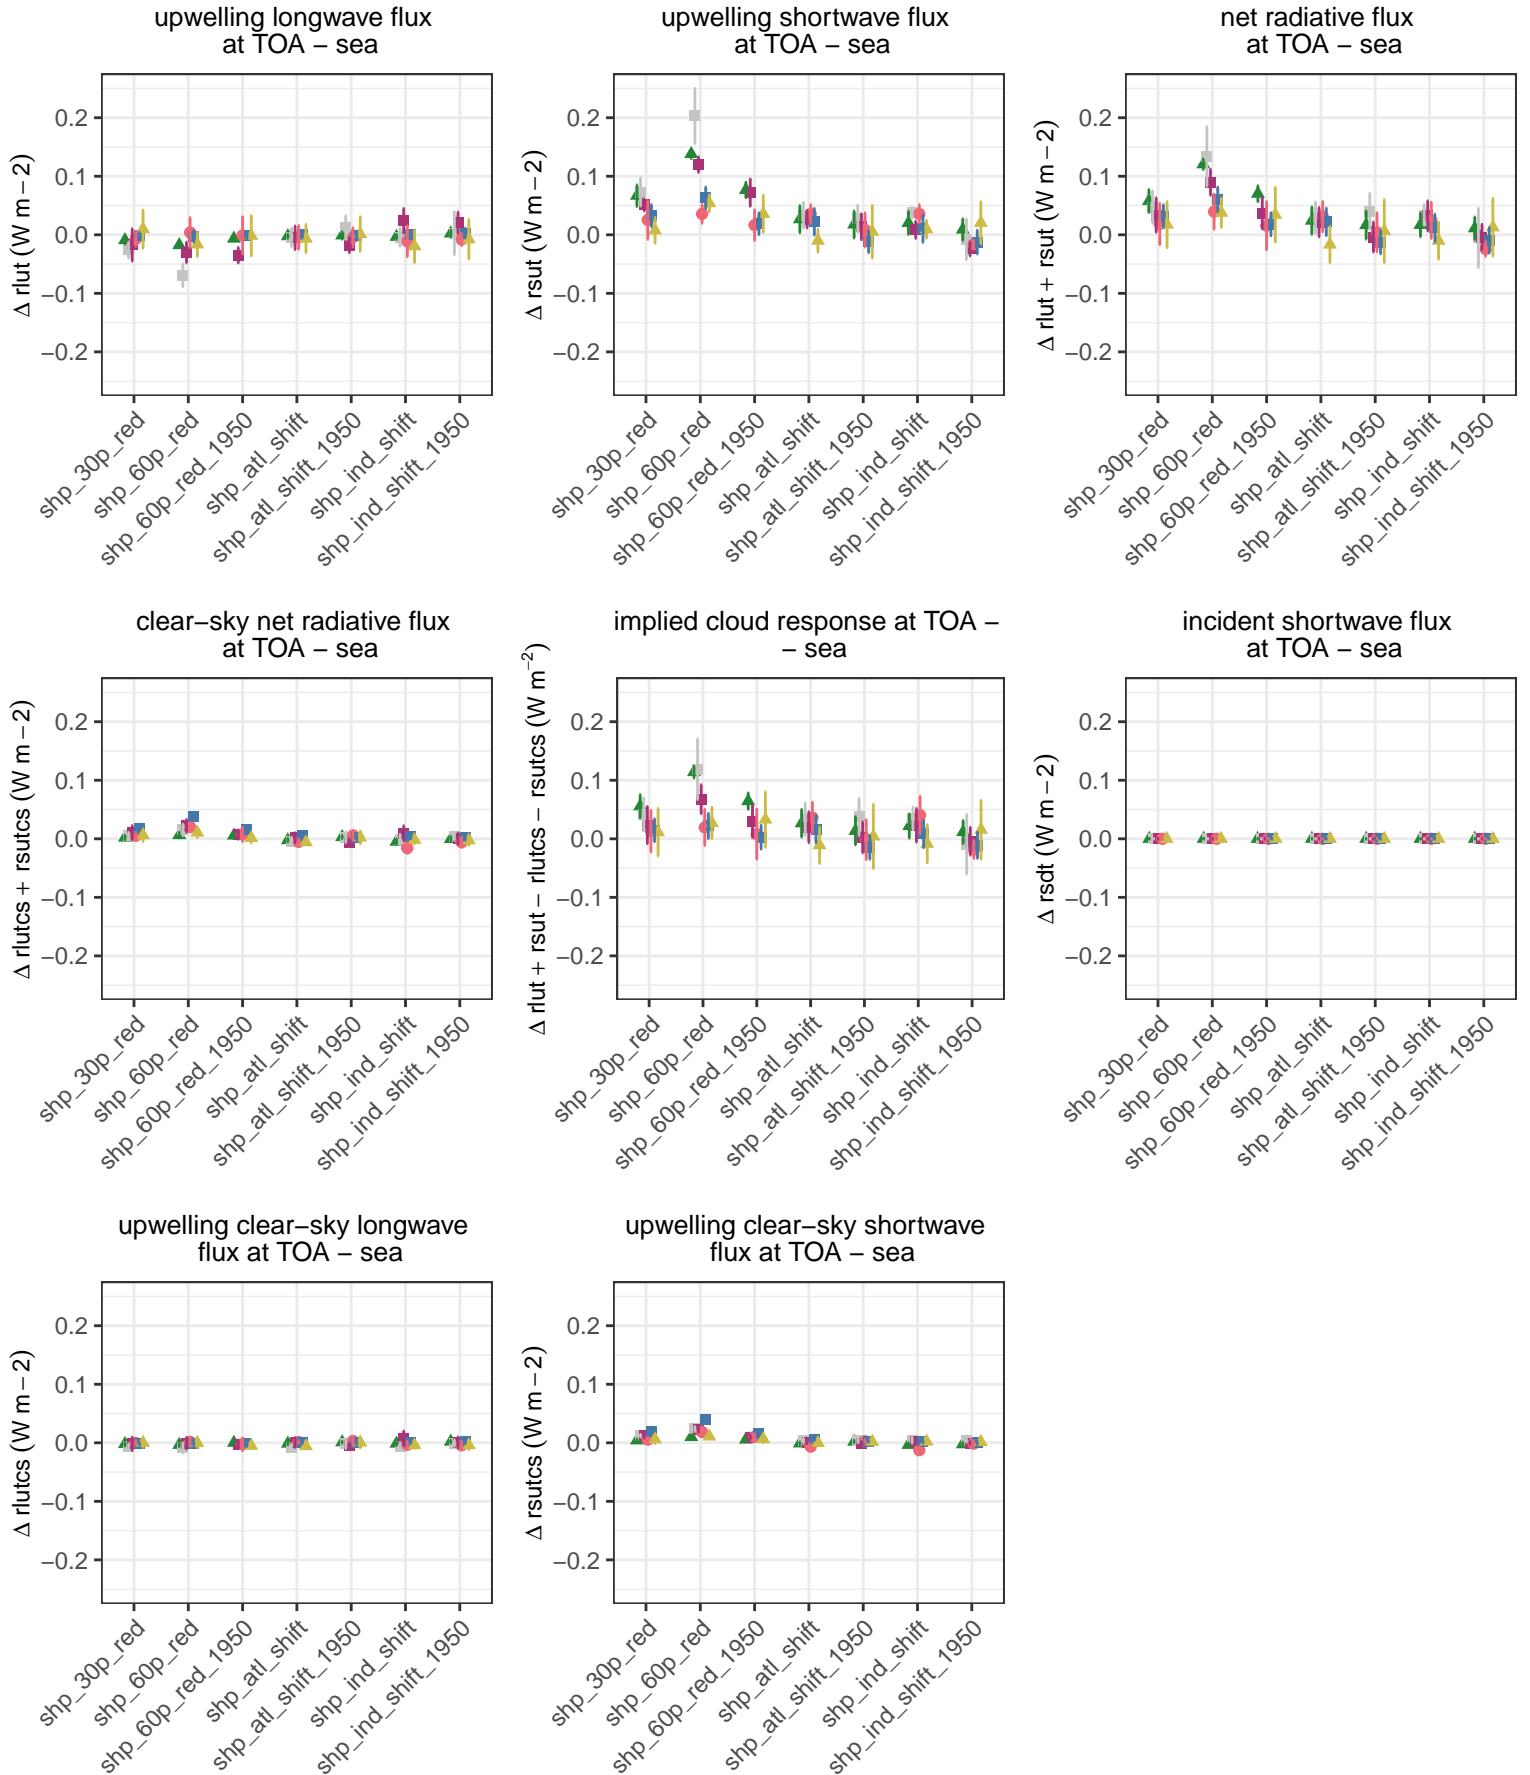 upwelling longwave flux
at TOA − sea
Δ rlut (W m − 2)
0.2
0.1
0.0
−0.1
−0.2
shp_30p_red
shp_60p_red
shp_60p_red_1950
shp_atl_shift
shp_atl_shift_1950
shp_ind_shift
shp_ind_shift_1950
upwelling shortwave flux
at TOA − sea
Δ rsut (W m − 2)
0.2
0.1
0.0
−0.1
−0.2
shp_30p_red
shp_60p_red
shp_60p_red_1950
shp_atl_shift
shp_atl_shift_1950
shp_ind_shift
shp_ind_shift_1950
net radiative flux
at TOA − sea
Δ rlut + rsut (W m − 2)
0.2
0.1
0.0
−0.1
−0.2
shp_30p_red
shp_60p_red
shp_60p_red_1950
shp_atl_shift
shp_atl_shift_1950
shp_ind_shift
shp_ind_shift_1950
clear−sky net radiative flux
at TOA − sea
Δ rlutcs + rsutcs (W m − 2)
0.2
0.1
0.0
−0.1
−0.2
shp_30p_red
shp_60p_red
shp_60p_red_1950
shp_atl_shift
shp_atl_shift_1950
shp_ind_shift
shp_ind_shift_1950
implied cloud response at TOA −
− sea
Δ rlut + rsut − rlutcs − rsutcs (W m⁻²)
0.2
0.1
0.0
−0.1
−0.2
shp_30p_red
shp_60p_red
shp_60p_red_1950
shp_atl_shift
shp_atl_shift_1950
shp_ind_shift
shp_ind_shift_1950
incident shortwave flux
at TOA − sea
Δ rsdt (W m − 2)
0.2
0.1
0.0
−0.1
−0.2
shp_30p_red
shp_60p_red
shp_60p_red_1950
shp_atl_shift
shp_atl_shift_1950
shp_ind_shift
shp_ind_shift_1950
upwelling clear−sky longwave
flux at TOA − sea
Δ rlutcs (W m − 2)
0.2
0.1
0.0
−0.1
−0.2
shp_30p_red
shp_60p_red
shp_60p_red_1950
shp_atl_shift
shp_atl_shift_1950
shp_ind_shift
shp_ind_shift_1950
upwelling clear−sky shortwave
flux at TOA − sea
Δ rsutcs (W m − 2)
0.2
0.1
0.0
−0.1
−0.2
shp_30p_red
shp_60p_red
shp_60p_red_1950
shp_atl_shift
shp_atl_shift_1950
shp_ind_shift
shp_ind_shift_1950